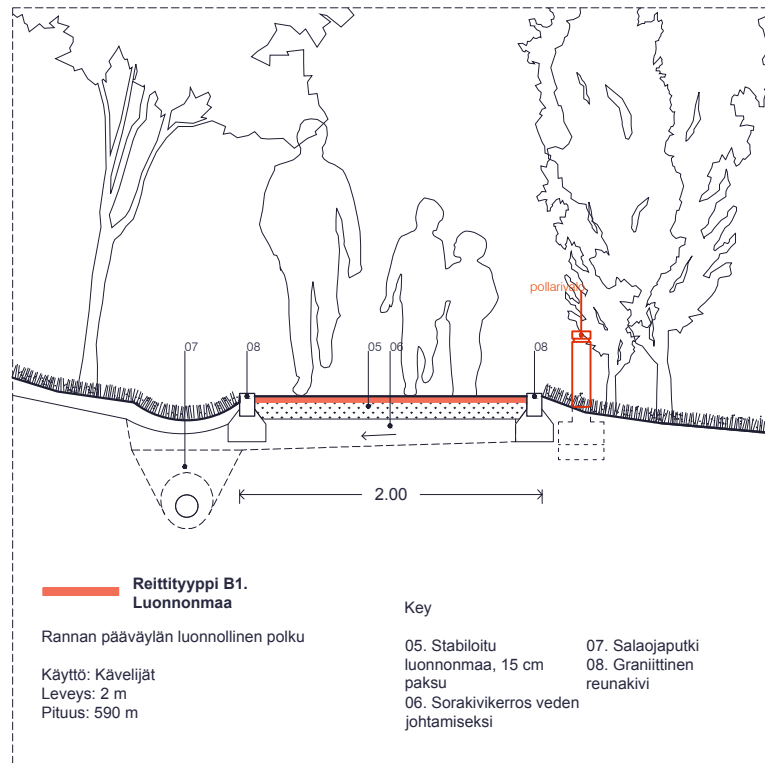 pollarivalo
07
08
05
06
08
2.00
Reittityyppi B1.
Luonnonmaa
Rannan pääväylän luonnollinen polku
Käyttö: Kävelijät
Leveys: 2 m
Pituus: 590 m
Key
05. Stabiloitu
luonnonmaa, 15 cm
paksu
06. Sorakivikerros veden
johtamiseksi
07. Salaojaputki
08. Graniittinen
reunakivi